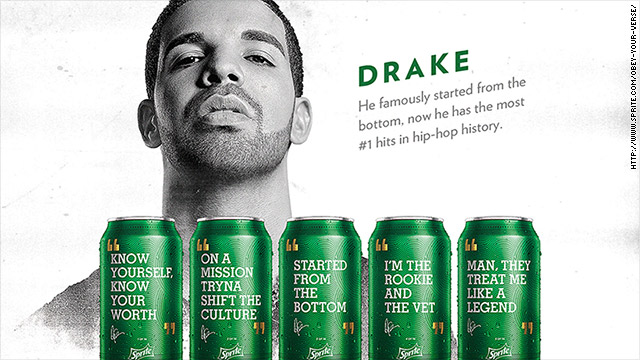 DRAKE
He famously started from the
bottom, now he has the most
#1 hits in hip-hop history.
HTTP://WWW.SPRITE.COM/OBEY-YOUR-VERSE/
“KNOW
YOURSELF,
KNOW
YOUR
WORTH”
Sprite
“ON A
MISSION
TRYNA
SHIFT THE
CULTURE”
Sprite
“STARTED
FROM
THE
BOTTOM”
Sprite
“I'M THE
ROOKIE
AND
THE VET”
Sprite
“MAN, THEY
TREAT ME
LIKE A
LEGEND”
Sprite